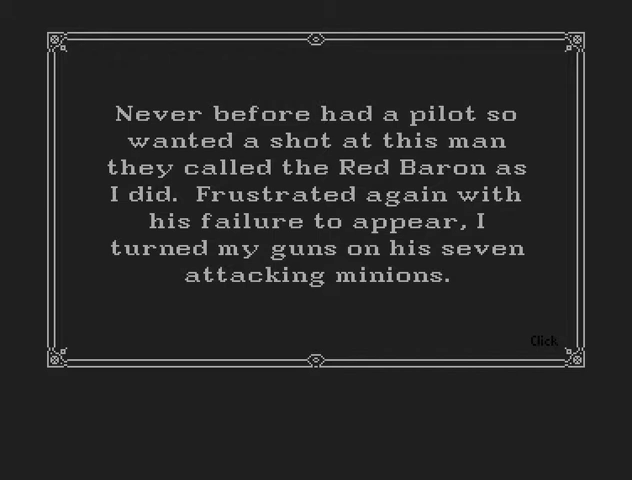 Never before had a pilot so
wanted a shot at this man
they called the Red Baron as
I did.  Frustrated again with
his failure to appear, I
turned my guns on his seven
attacking minions.
Click